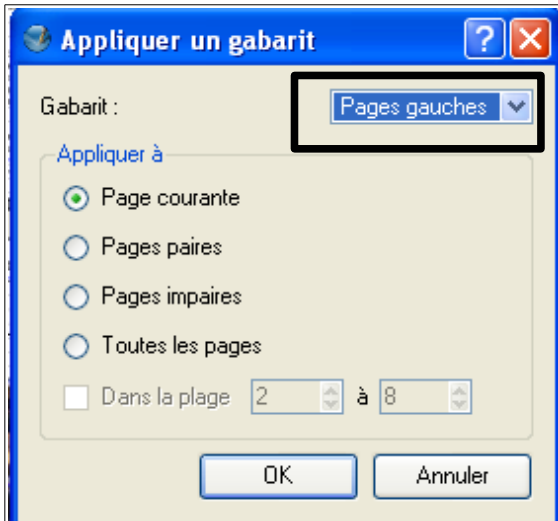 Appliquer un gabarit
Gabarit : Pages gauches
Appliquer à
Page courante
Pages paires
Pages impaires
Toutes les pages
Dans la plage 2 à 8
OK Annuler